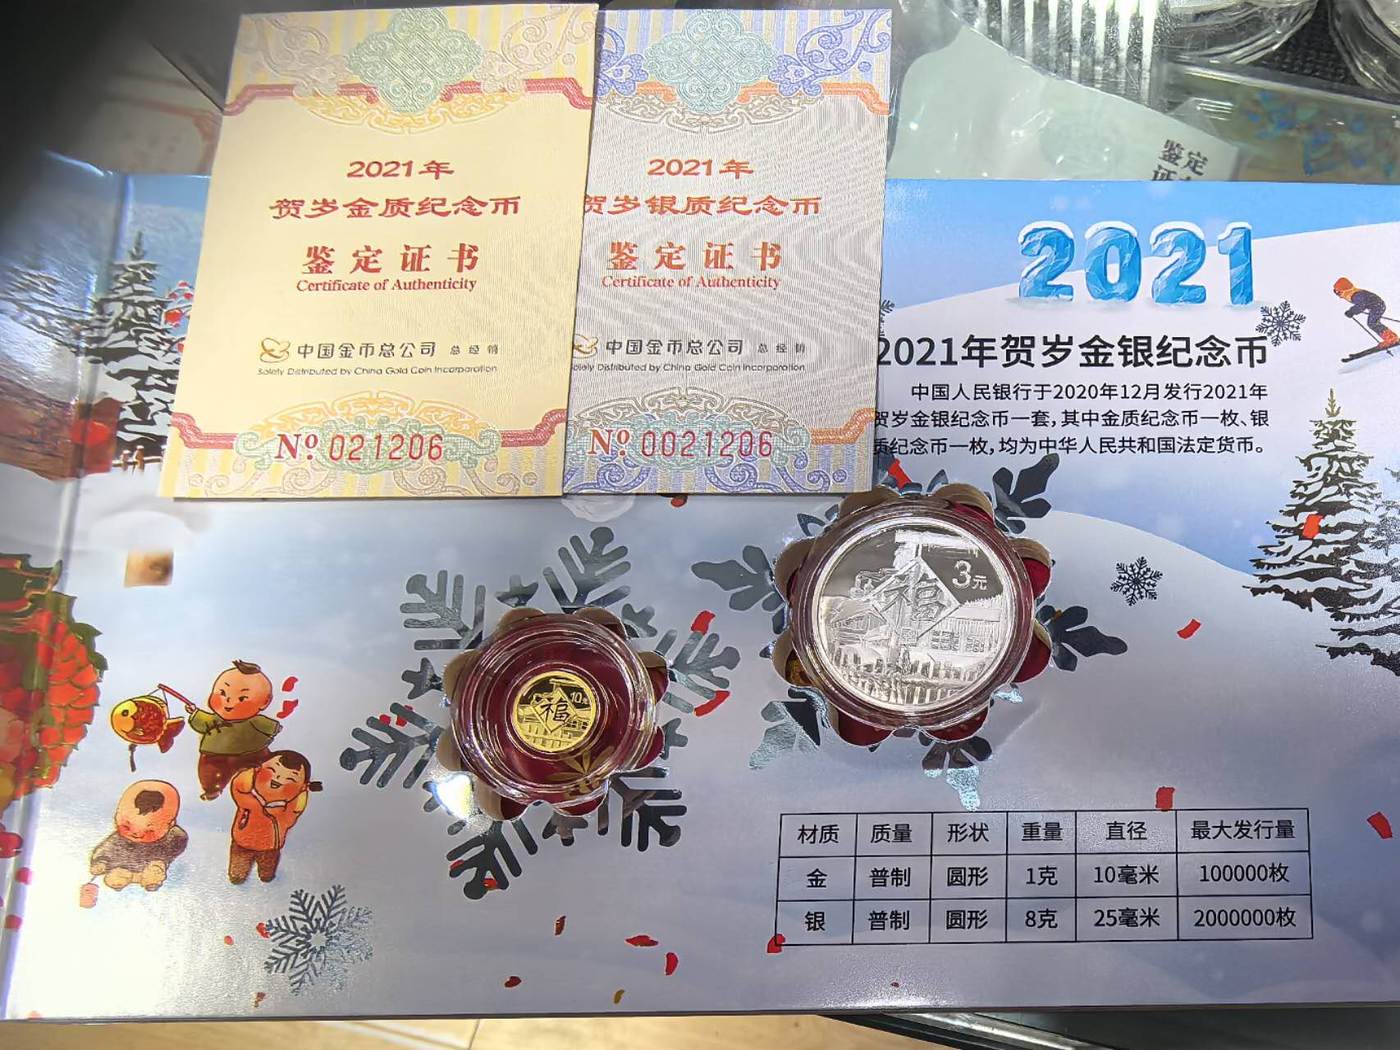 2021年
贺岁金质纪念币
鉴定证书
Certificate of Authenticity
中国金币总公司 总经销
Solely Distributed by China Gold Coin Incorporation
Nº 021206
2021年
贺岁银质纪念币
鉴定证书
Certificate of Authenticity
中国金币总公司 总经销
Solely Distributed by China Gold Coin Incorporation
Nº 0021206
鉴定
2021
2021年贺岁金银纪念币
中国人民银行于2020年12月发行2021年
贺岁金银纪念币一套,其中金质纪念币一枚、银
质纪念币一枚,均为中华人民共和国法定货币。
福
10元
福
3元
材质 质量 形状 重量 直径 最大发行量
金 普制 圆形 1克 10毫米 100000枚
银 普制 圆形 8克 25毫米 2000000枚